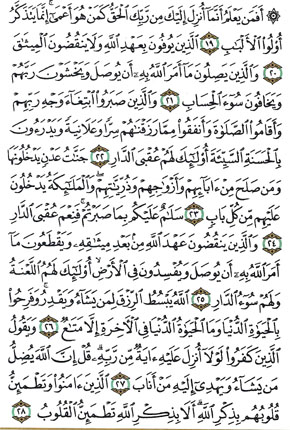 ۞ أَفَمَن يَعْلَمُ أَنَّمَآ أُنزِلَ إِلَيْكَ مِن رَّبِّكَ ٱلْحَقُّ كَمَنْ هُوَ أَعْمَىٰٓ ۚ إِنَّمَا يَتَذَكَّرُ
أُو۟لُوا۟ ٱلْأَلْبَٰبِ ١٩ ٱلَّذِينَ يُوفُونَ بِعَهْدِ ٱللَّهِ وَلَا يَنقُضُونَ ٱلْمِيثَٰقَ
٢٠ وَٱلَّذِينَ يَصِلُونَ مَآ أَمَرَ ٱللَّهُ بِهِۦٓ أَن يُوصَلَ وَيَخْشَوْنَ رَبَّهُمْ
وَيَخَافُونَ سُوٓءَ ٱلْحِسَابِ ٢١ وَٱلَّذِينَ صَبَرُوا۟ ٱبْتِغَآءَ وَجْهِ رَبِّهِمْ
وَأَقَامُوا۟ ٱلصَّلَوٰةَ وَأَنفَقُوا۟ مِمَّا رَزَقْنَٰهُمْ سِرًّا وَعَلَانِيَةً وَيَدْرَءُونَ
بِٱلْحَسَنَةِ ٱلسَّيِّئَةَ أُو۟لَٰٓئِكَ لَهُمْ عُقْبَى ٱلدَّارِ ٢٢ جَنَّٰتُ عَدْنٍ يَدْخُلُونَهَا
وَمَن صَلَحَ مِنْ ءَابَآئِهِمْ وَأَزْوَٰجِهِمْ وَذُرِّيَّٰتِهِمْ ۖ وَٱلْمَلَٰٓئِكَةُ يَدْخُلُونَ
عَلَيْهِم مِّن كُلِّ بَابٍ ٢٣ سَلَٰمٌ عَلَيْكُم بِمَا صَبَرْتُمْ ۚ فَنِعْمَ عُقْبَى ٱلدَّارِ
٢٤ وَٱلَّذِينَ يَنقُضُونَ عَهْدَ ٱللَّهِ مِنۢ بَعْدِ مِيثَٰقِهِۦ وَيَقْطَعُونَ مَآ
أَمَرَ ٱللَّهُ بِهِۦٓ أَن يُوصَلَ وَيُفْسِدُونَ فِى ٱلْأَرْضِ ۙ أُو۟لَٰٓئِكَ لَهُمُ ٱللَّعْنَةُ
وَلَهُمْ سُوٓءُ ٱلدَّارِ ٢٥ ٱللَّهُ يَبْسُطُ ٱلرِّزْقَ لِمَن يَشَآءُ وَيَقْدِرُ ۚ وَفَرِحُوا۟
بِٱلْحَيَوٰةِ ٱلدُّنْيَا وَمَا ٱلْحَيَوٰةُ ٱلدُّنْيَا فِى ٱلْءَاخِرَةِ إِلَّا مَتَٰعٌ ٢٦ وَيَقُولُ
ٱلَّذِينَ كَفَرُوا۟ لَوْلَآ أُنزِلَ عَلَيْهِ ءَايَةٌ مِّن رَّبِّهِۦ ۗ قُلْ إِنَّ ٱللَّهَ يُضِلُّ
مَن يَشَآءُ وَيَهْدِىٓ إِلَيْهِ مَنْ أَنَابَ ٢٧ ٱلَّذِينَ ءَامَنُوا۟ وَتَطْمَئِنُّ
قُلُوبُهُم بِذِكْرِ ٱللَّهِ ۗ أَلَا بِذِكْرِ ٱللَّهِ تَطْمَئِنُّ ٱلْقُلُوبُ ٢٨